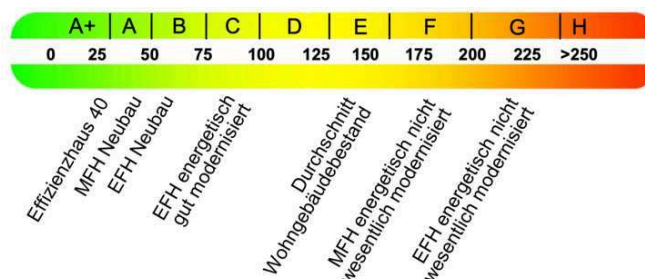 A+ A B C D E F G H
0 25 50 75 100 125 150 175 200 225 >250
Effizienzhaus 40
MFH Neubau
EFH Neubau
EFH energetisch
gut modernisiert
Durchschnitt
Wohngebäudebestand
MFH energetisch nicht
wesentlich modernisiert
EFH energetisch nicht
wesentlich modernisiert